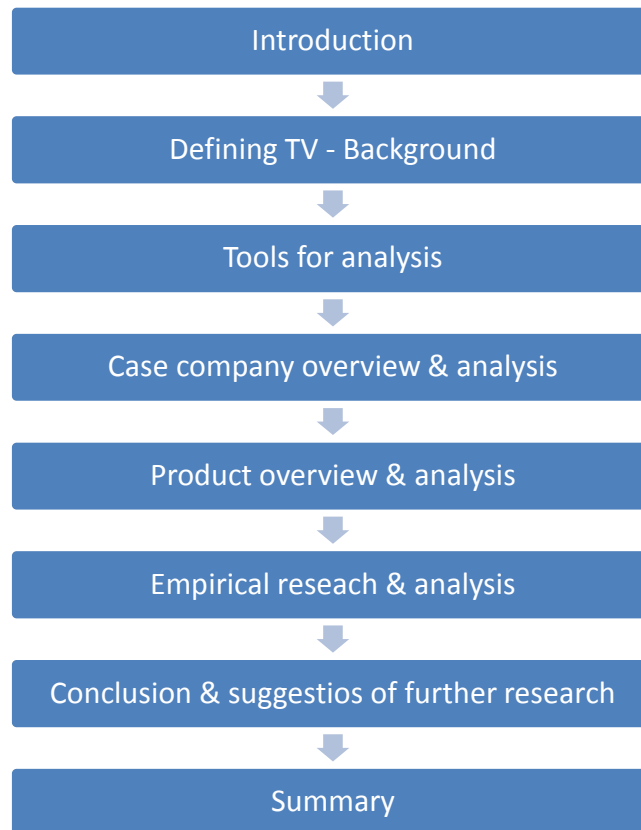 Introduction
Defining TV - Background
Tools for analysis
Case company overview & analysis
Product overview & analysis
Empirical reseach & analysis
Conclusion & suggestios of further research
Summary